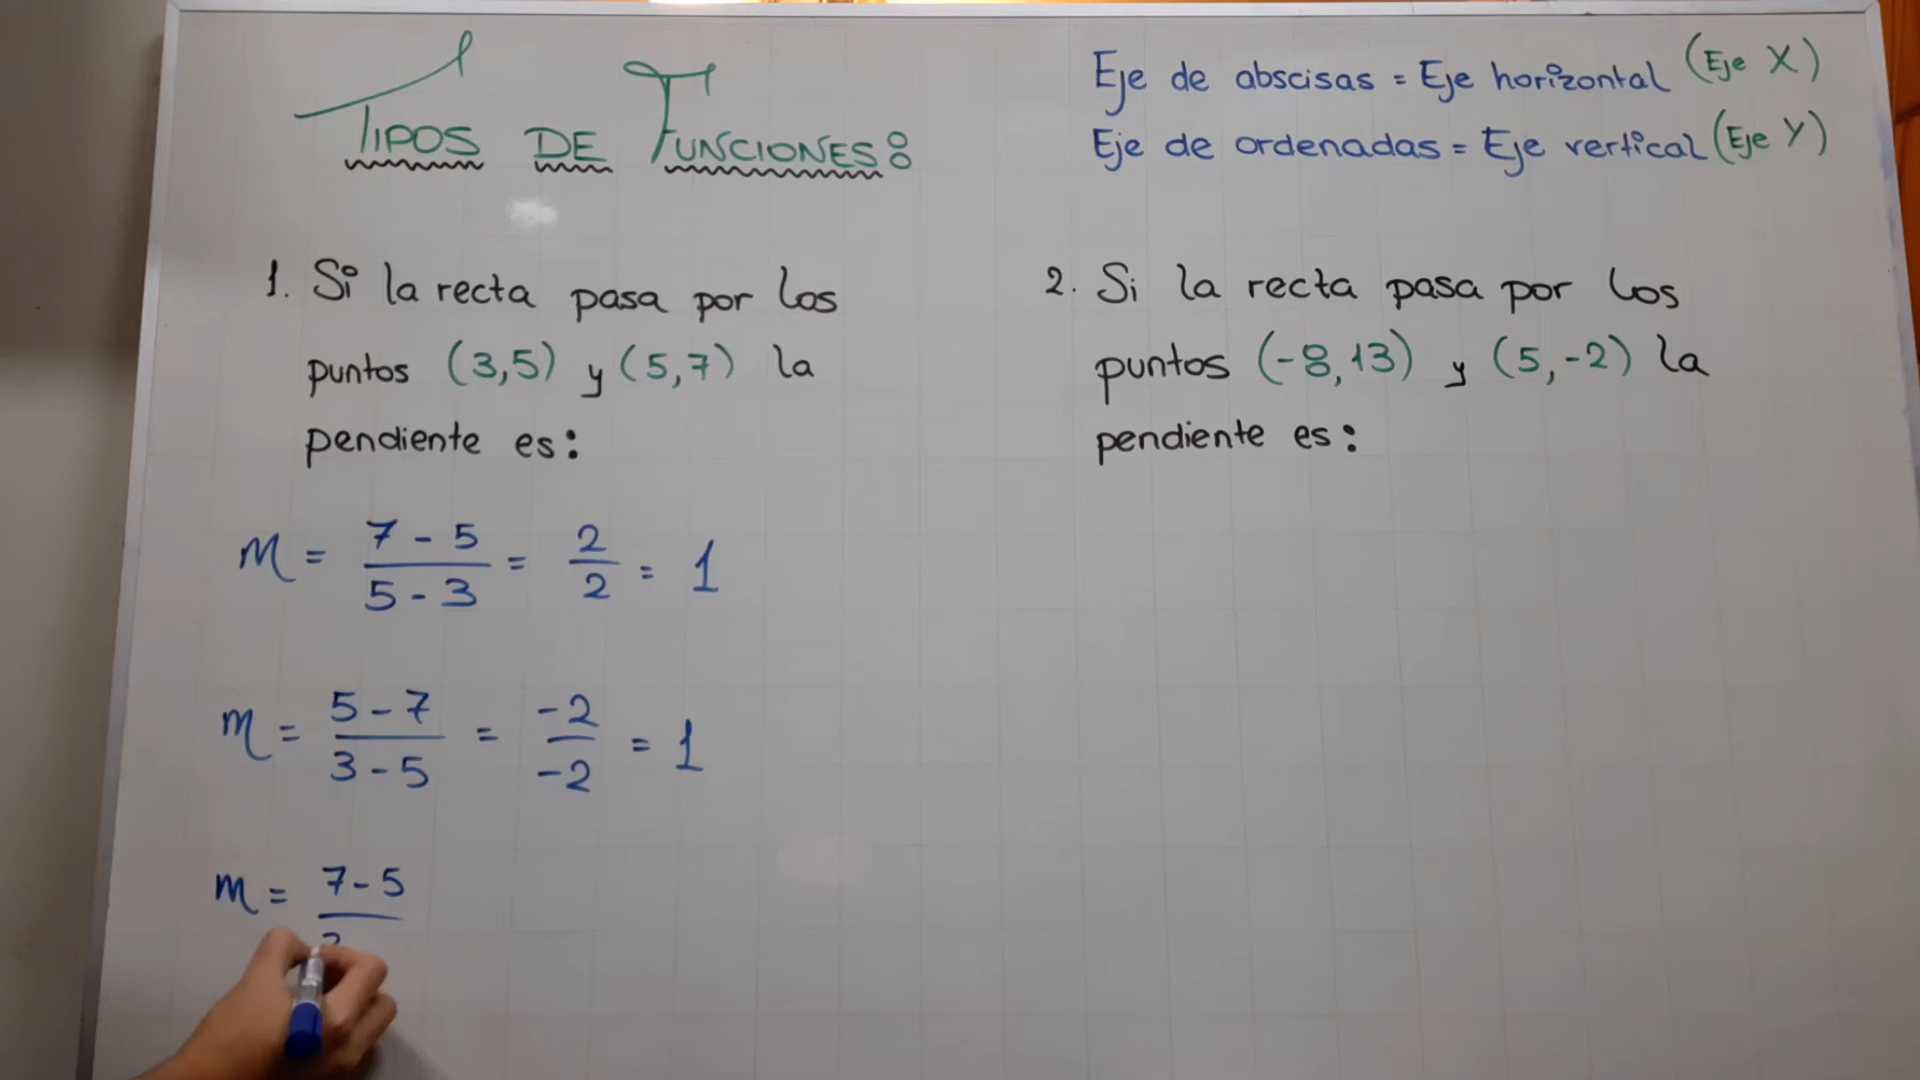 TIPOS DE FUNCIONES:
Eje de abscisas = Eje horizontal (Eje X)
Eje de ordenadas = Eje vertical (Eje Y)
1. Si la recta pasa por los
puntos (3,5) y (5,7) la
pendiente es:
m = 7 - 5 / 5 - 3 = 2/2 = 1
m = 5 - 7 / 3 - 5 = -2/-2 = 1
m = 7 - 5
2. Si la recta pasa por los
puntos (-8,13) y (5,-2) la
pendiente es: